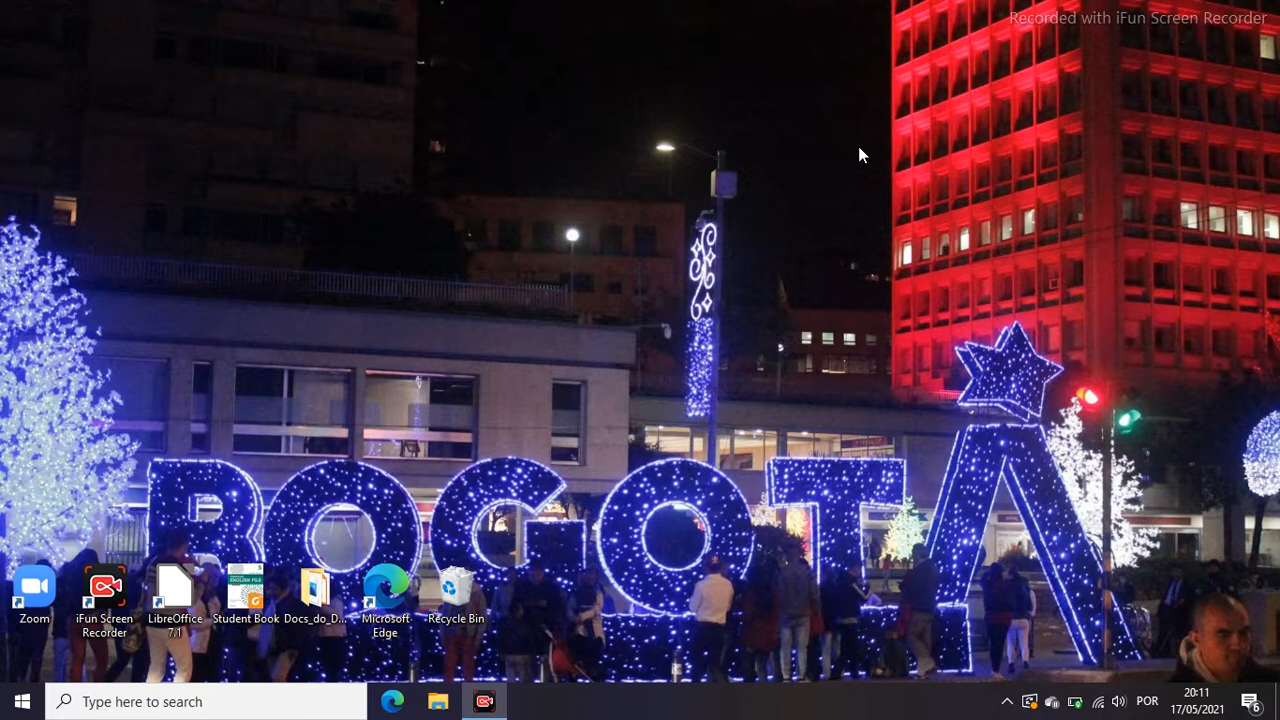 Recorded with iFun Screen Recorder
BOGOTA
Zoom
iFun Screen
Recorder
LibreOffice
7.1
Student Book
Docs_do_D...
Microsoft
Edge
Recycle Bin
Type here to search
POR
20:11
17/05/2021
6